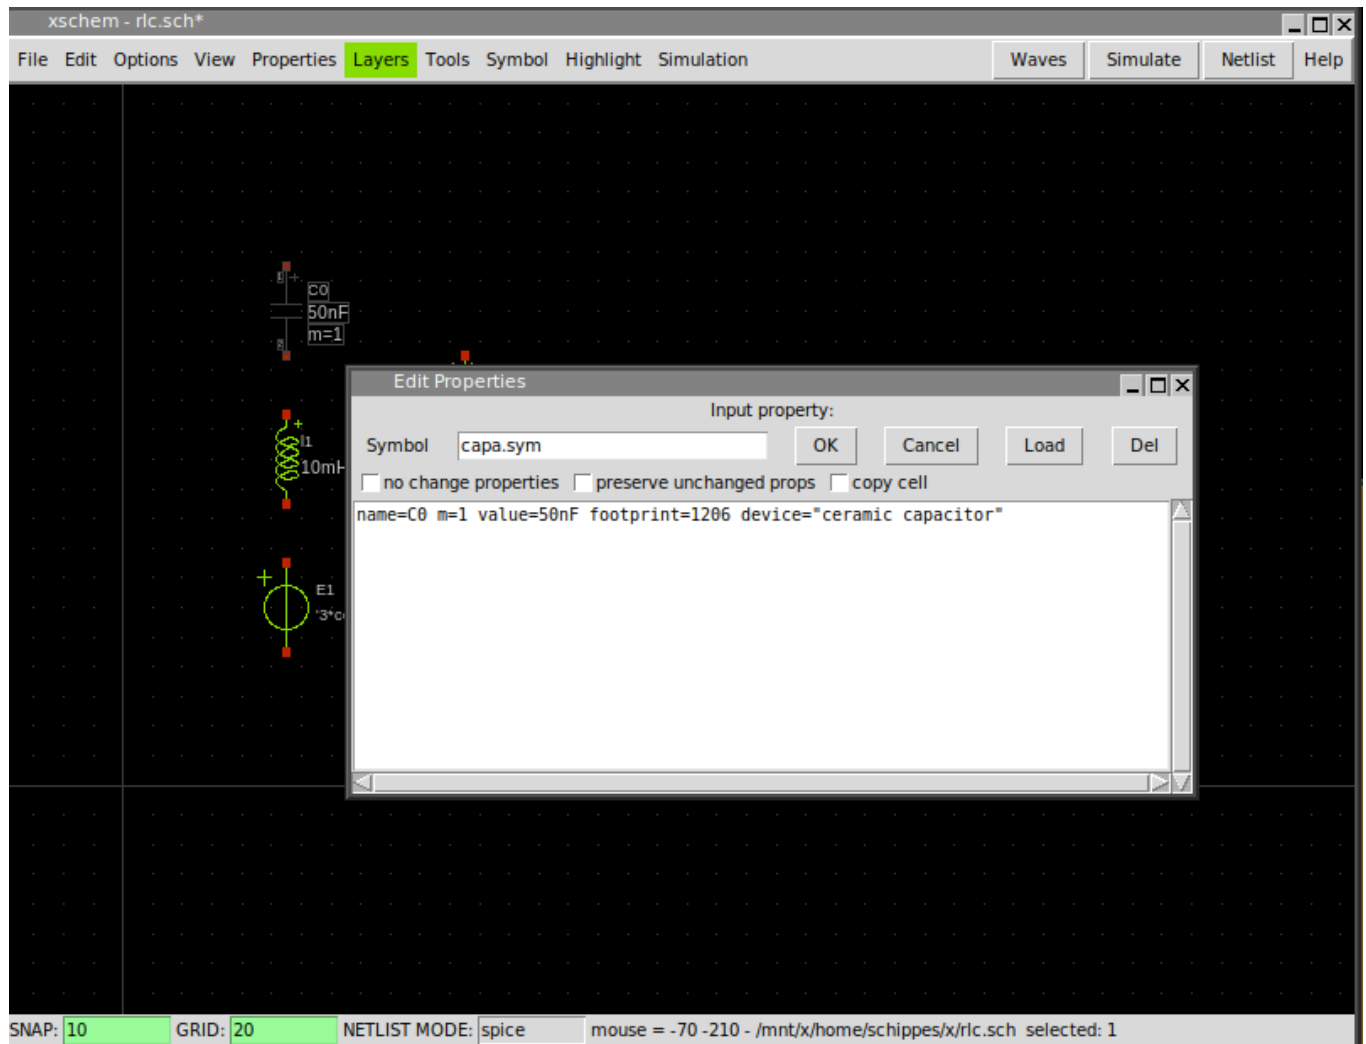 xschem - rlc.sch*
File Edit Options View Properties Layers Tools Symbol Highlight Simulation Waves Simulate Netlist Help
C0
50nF
m=1
Edit Properties
Input property:
Symbol capa.sym OK Cancel Load Del
no change properties preserve unchanged props copy cell
name=C0 m=1 value=50nF footprint=1206 device="ceramic capacitor"
l1
10mH
E1
'3*c
SNAP: 10 GRID: 20 NETLIST MODE: spice mouse = -70 -210 - /mnt/x/home/schippes/x/rlc.sch selected: 1